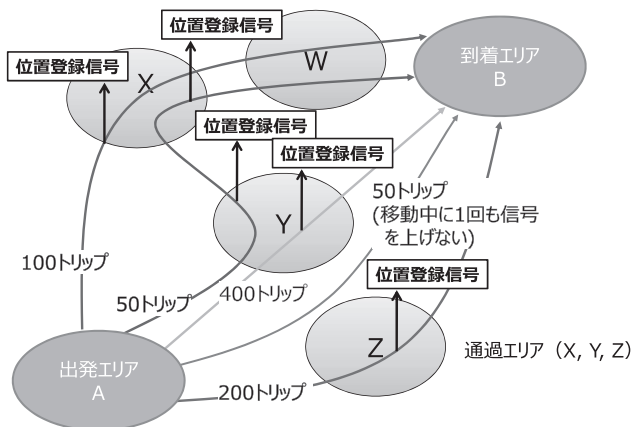 位置登録信号
位置登録信号
X
W
到着エリア
B
位置登録信号
位置登録信号
Y
50トリップ
(移動中に1回も信号
を上げない)
100トリップ
50トリップ
400トリップ
位置登録信号
Z
通過エリア（X, Y, Z）
出発エリア
A
200トリップ